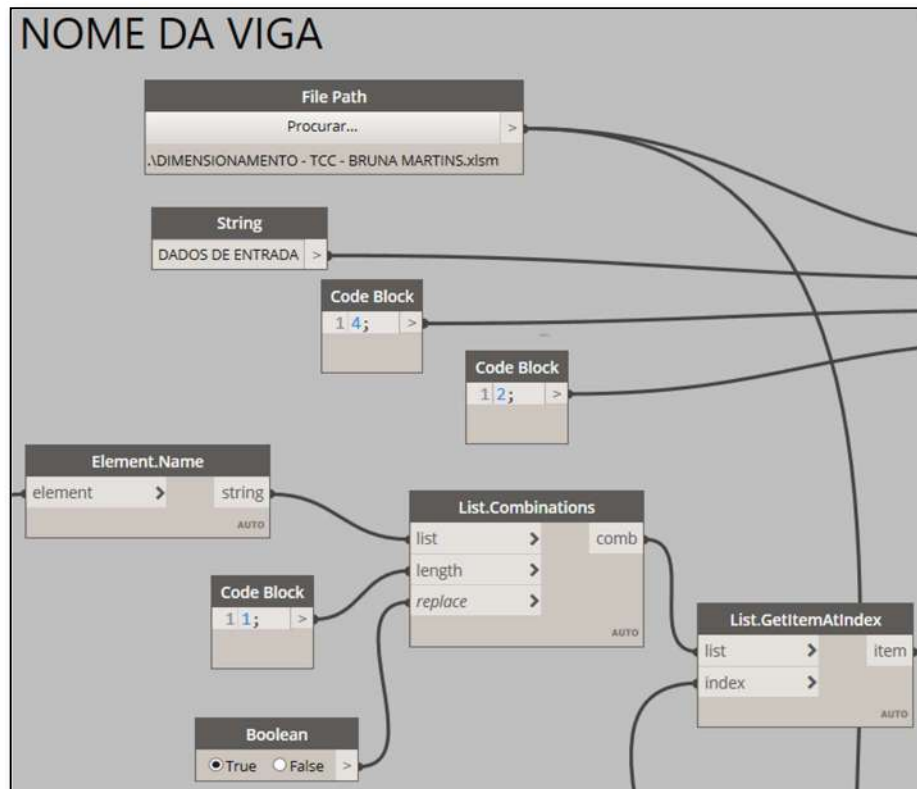 NOME DA VIGA
File Path
Procurar... >
.\DIMENSIONAMENTO - TCC - BRUNA MARTINS.xlsm
String
DADOS DE ENTRADA >
Code Block
1 4; >
Code Block
1 2; >
Element.Name
element > string
AUTO
List.Combinations
list > comb
length >
replace >
AUTO
Code Block
1 1; >
List.GetItemAtIndex
list > item
index >
AUTO
Boolean
True False >